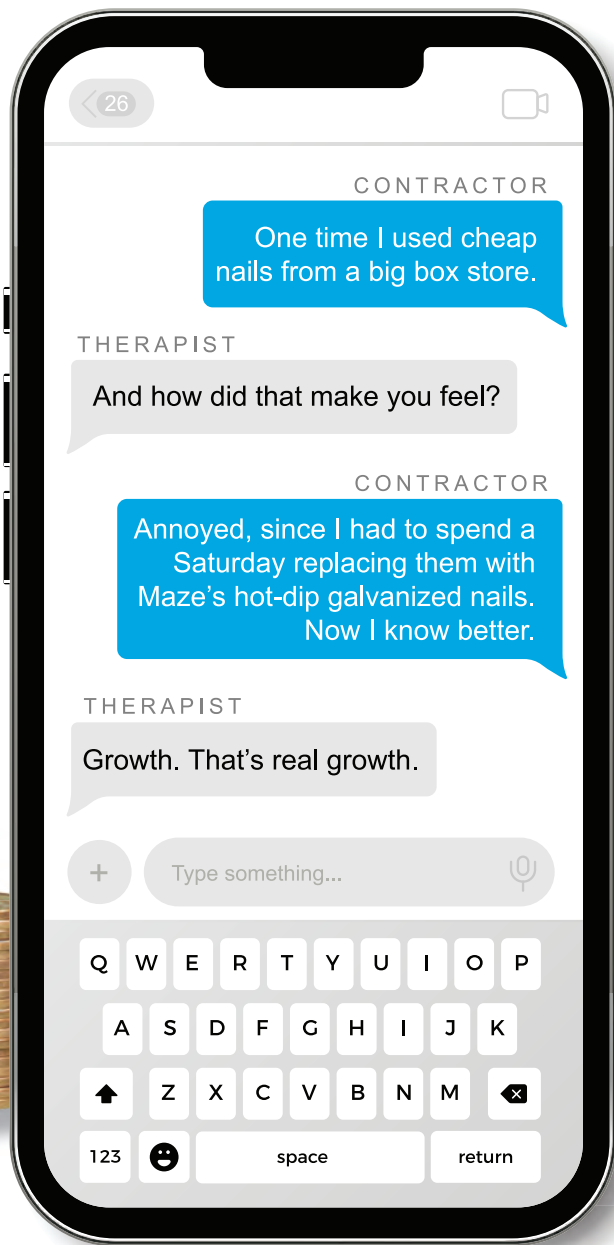 26
CONTRACTOR
One time I used cheap
nails from a big box store.
THERAPIST
And how did that make you feel?
CONTRACTOR
Annoyed, since I had to spend a
Saturday replacing them with
Maze’s hot-dip galvanized nails.
Now I know better.
THERAPIST
Growth. That’s real growth.
+ Type something...
Q W E R T Y U I O P
A S D F G H I J K
Z X C V B N M
123 space return